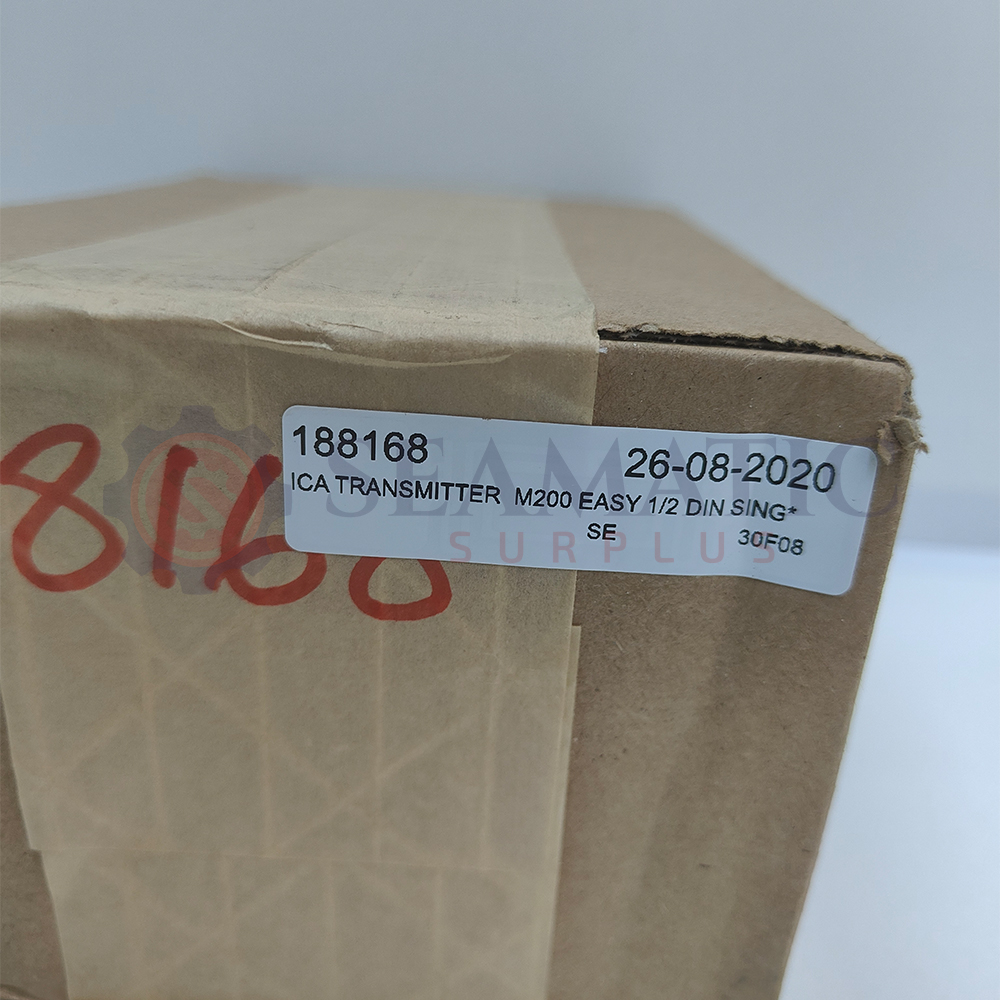 188168 26-08-2020
ICA TRANSMITTER M200 EASY 1/2 DIN SING*
SE 30F08
8168
SEAMATIC
SURPLUS